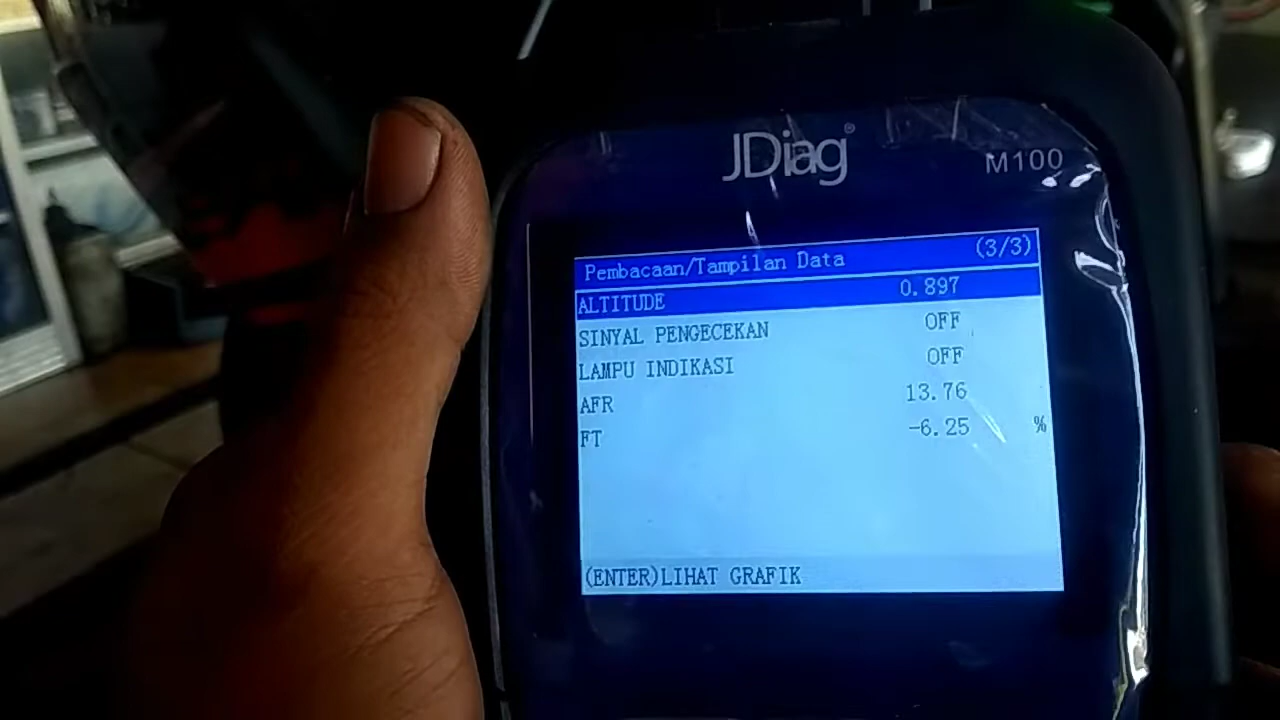 JDiag®
M100
Pembacaan/Tampilan Data (3/3)
ALTITUDE 0.897
SINYAL PENGECEKAN OFF
LAMPU INDIKASI OFF
AFR 13.76
FT -6.25 %
(ENTER)LIHAT GRAFIK